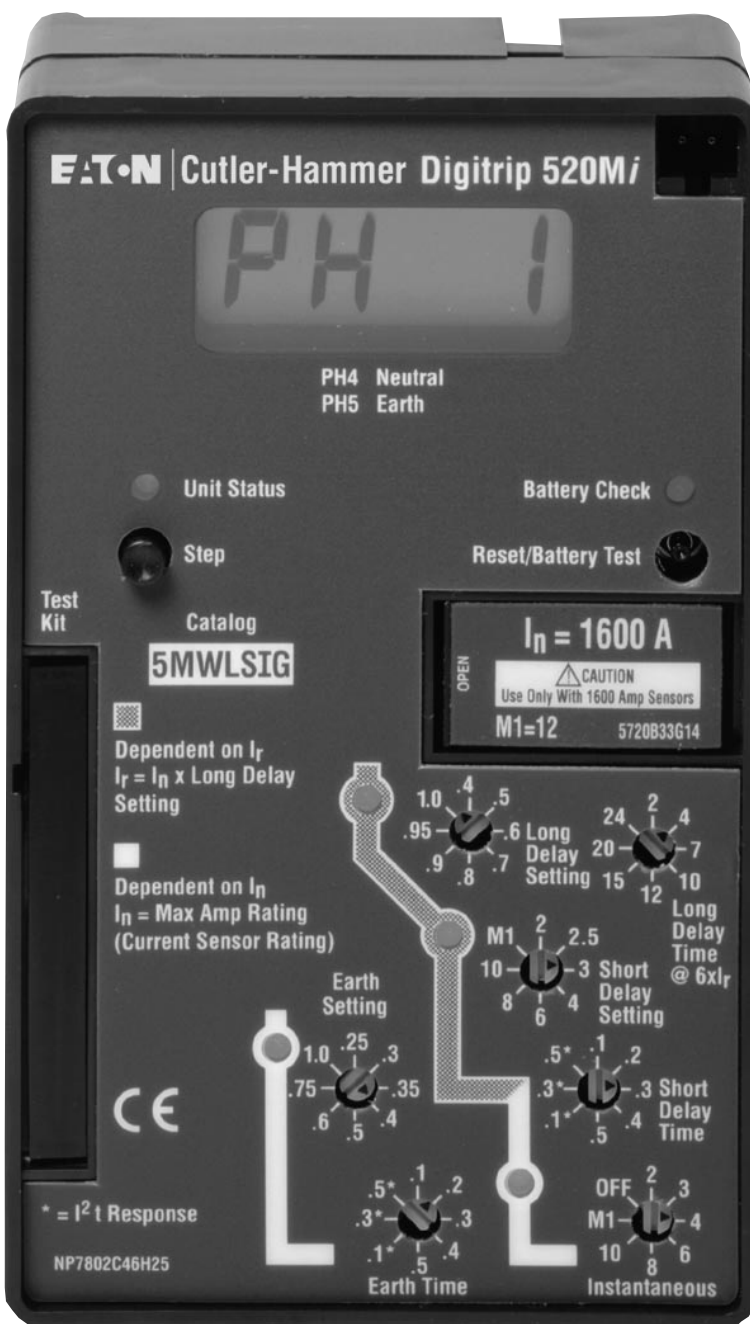 EATON | Cutler-Hammer Digitrip 520Mi
PH 1
PH4 Neutral
PH5 Earth
Unit Status
Battery Check
Step
Reset/Battery Test
Test
Kit
Catalog
5MWLSIG
OPEN
In = 1600 A
CAUTION
Use Only With 1600 Amp Sensors
M1=12 5720B33G14
Dependent on Ir
Ir = In x Long Delay
Setting
Dependent on In
In = Max Amp Rating
(Current Sensor Rating)
.4 .5 .6 .7 .8 .9 .95 1.0
Long
Delay
Setting
2 4 7 10 12 15 20 24
Long
Delay
Time
@ 6xIr
M1 2 2.5 3 4 6 8 10
Short
Delay
Setting
Earth
Setting
1.0 .25 .3 .35 .4 .5 .6 .75
.5* .1 .2 .3 .4 .5 .1* .3*
Short
Delay
Time
CE
* = I² t Response
NP7802C46H25
.5* .1 .2 .3 .4 .5 .1* .3*
Earth Time
OFF 2 3 4 6 8 10 M1
Instantaneous